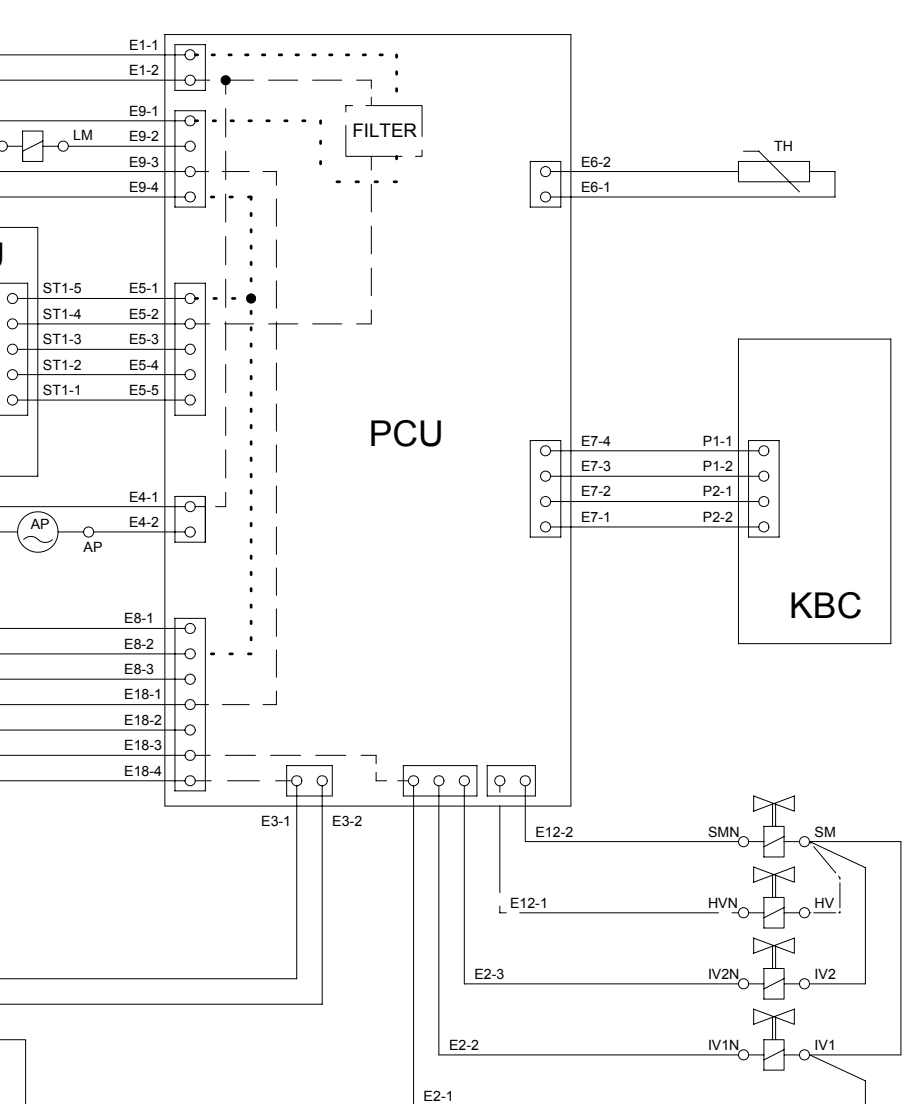 E1-1
E1-2
E9-1
LM E9-2
E9-3
E9-4
FILTER
TH
E6-2
E6-1
ST1-5 E5-1
ST1-4 E5-2
ST1-3 E5-3
ST1-2 E5-4
ST1-1 E5-5
PCU
E7-4 P1-1
E7-3 P1-2
E7-2 P2-1
E7-1 P2-2
KBC
E4-1
AP E4-2
AP
E8-1
E8-2
E8-3
E18-1
E18-2
E18-3
E18-4
E3-1 E3-2
E12-2 SMN SM
E12-1 HVN HV
E2-3 IV2N IV2
E2-2 IV1N IV1
E2-1